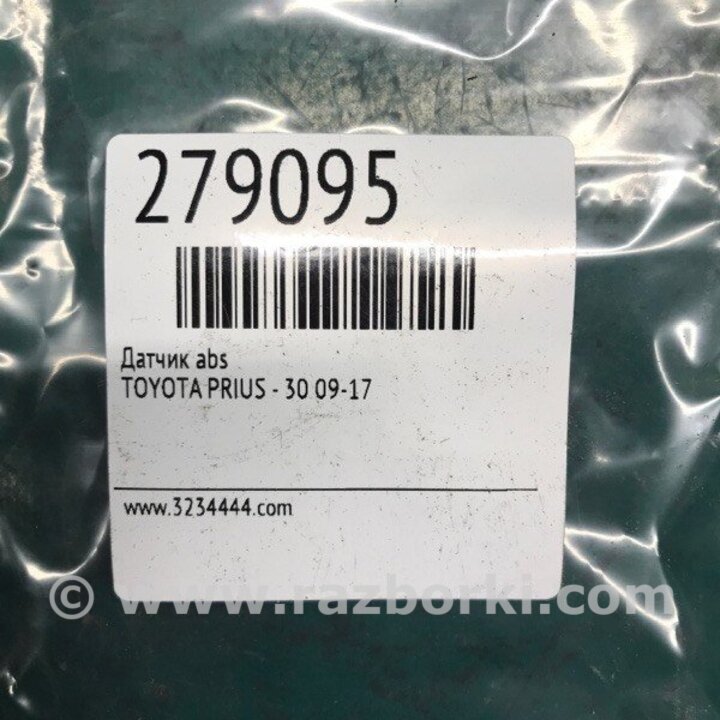 279095
Датчик abs
TOYOTA PRIUS - 30 09-17
www.3234444.com
© www.razborki.com